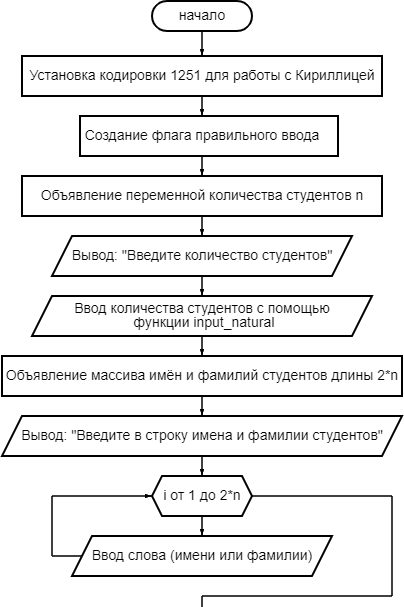 начало
Установка кодировки 1251 для работы с Кириллицей
Создание флага правильного ввода
Объявление переменной количества студентов n
Вывод: "Введите количество студентов"
Ввод количества студентов с помощью
функции input_natural
Объявление массива имён и фамилий студентов длины 2*n
Вывод: "Введите в строку имена и фамилии студентов"
i от 1 до 2*n
Ввод слова (имени или фамилии)